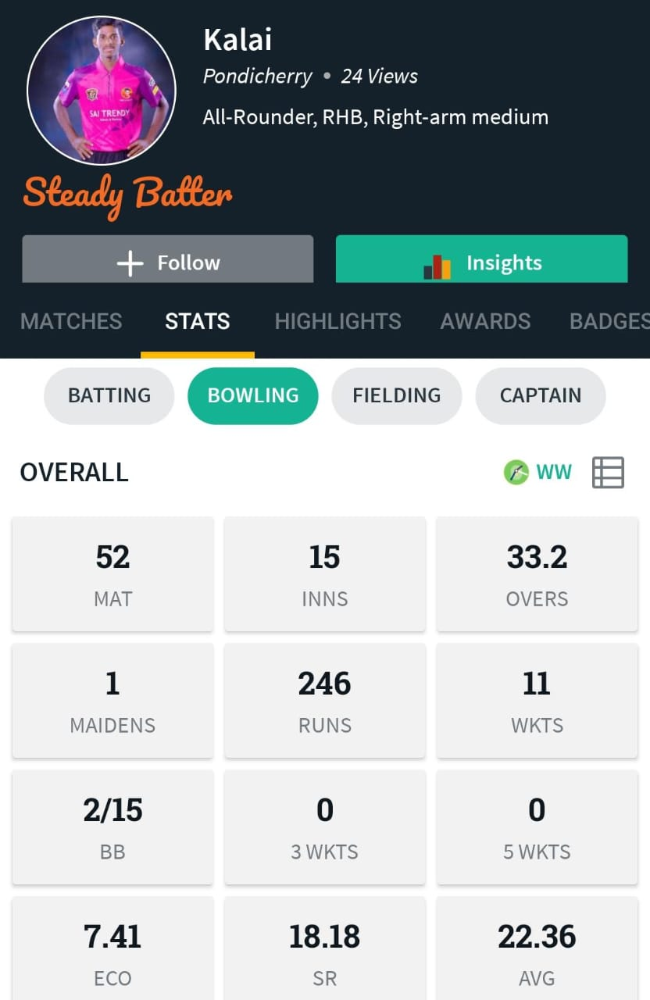 Kalai
Pondicherry • 24 Views
All-Rounder, RHB, Right-arm medium
SAI TRENDY
Steady Batter
+ Follow
Insights
MATCHES STATS HIGHLIGHTS AWARDS BADGES
BATTING BOWLING FIELDING CAPTAIN
OVERALL WW
52 15 33.2
MAT INNS OVERS
1 246 11
MAIDENS RUNS WKTS
2/15 0 0
BB 3 WKTS 5 WKTS
7.41 18.18 22.36
ECO SR AVG